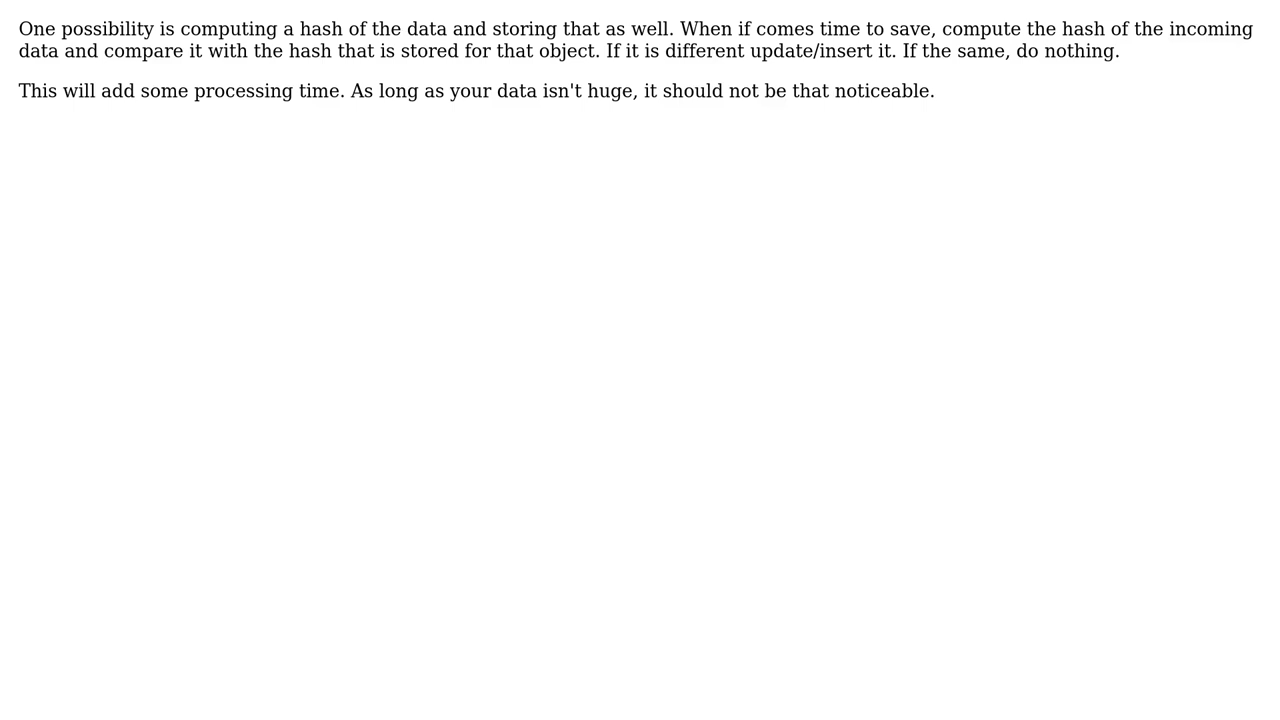 One possibility is computing a hash of the data and storing that as well. When if comes time to save, compute the hash of the incoming
data and compare it with the hash that is stored for that object. If it is different update/insert it. If the same, do nothing.
This will add some processing time. As long as your data isn't huge, it should not be that noticeable.